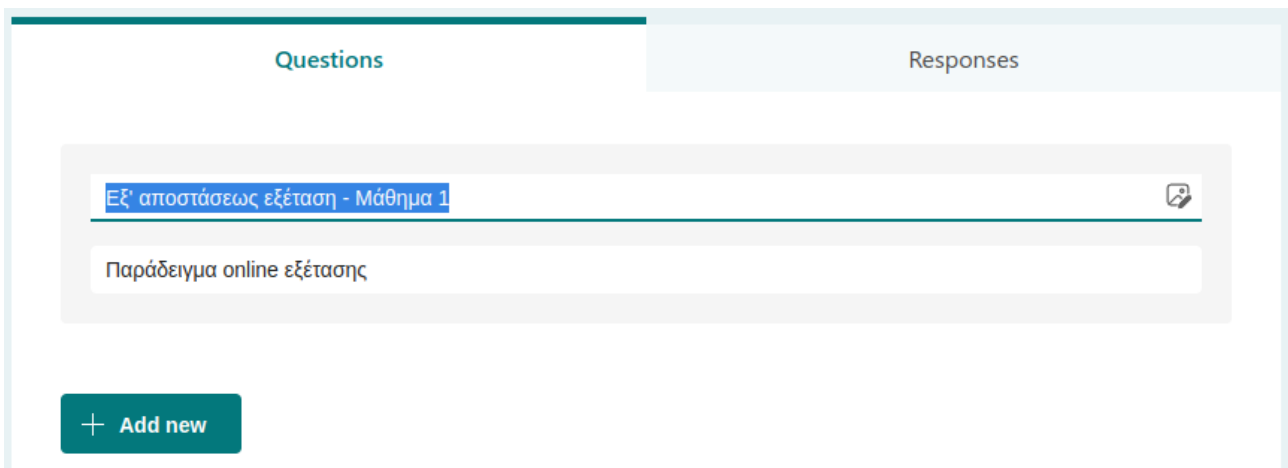 Questions
Responses
Εξ' αποστάσεως εξέταση - Μάθημα 1
Παράδειγμα online εξέτασης
Add new